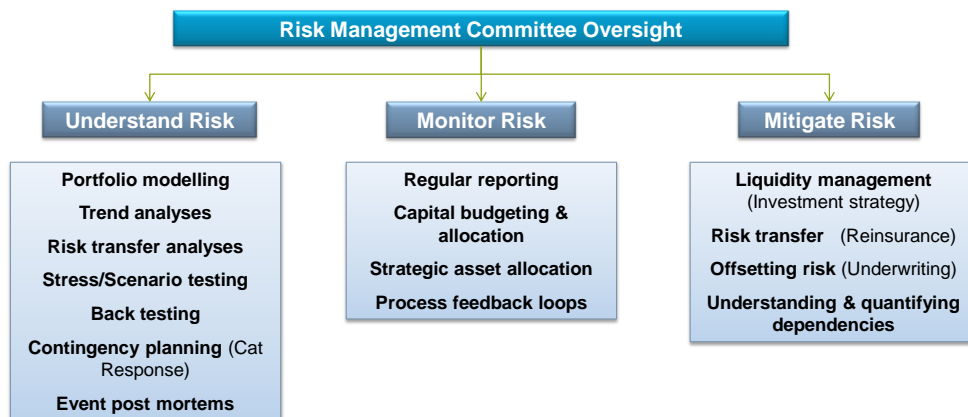 Risk Management Committee Oversight
Understand Risk
Portfolio modelling
Trend analyses
Risk transfer analyses
Stress/Scenario testing
Back testing
Contingency planning (Cat
Response)
Event post mortems
Monitor Risk
Regular reporting
Capital budgeting &
allocation
Strategic asset allocation
Process feedback loops
Mitigate Risk
Liquidity management
(Investment strategy)
Risk transfer (Reinsurance)
Offsetting risk (Underwriting)
Understanding & quantifying
dependencies